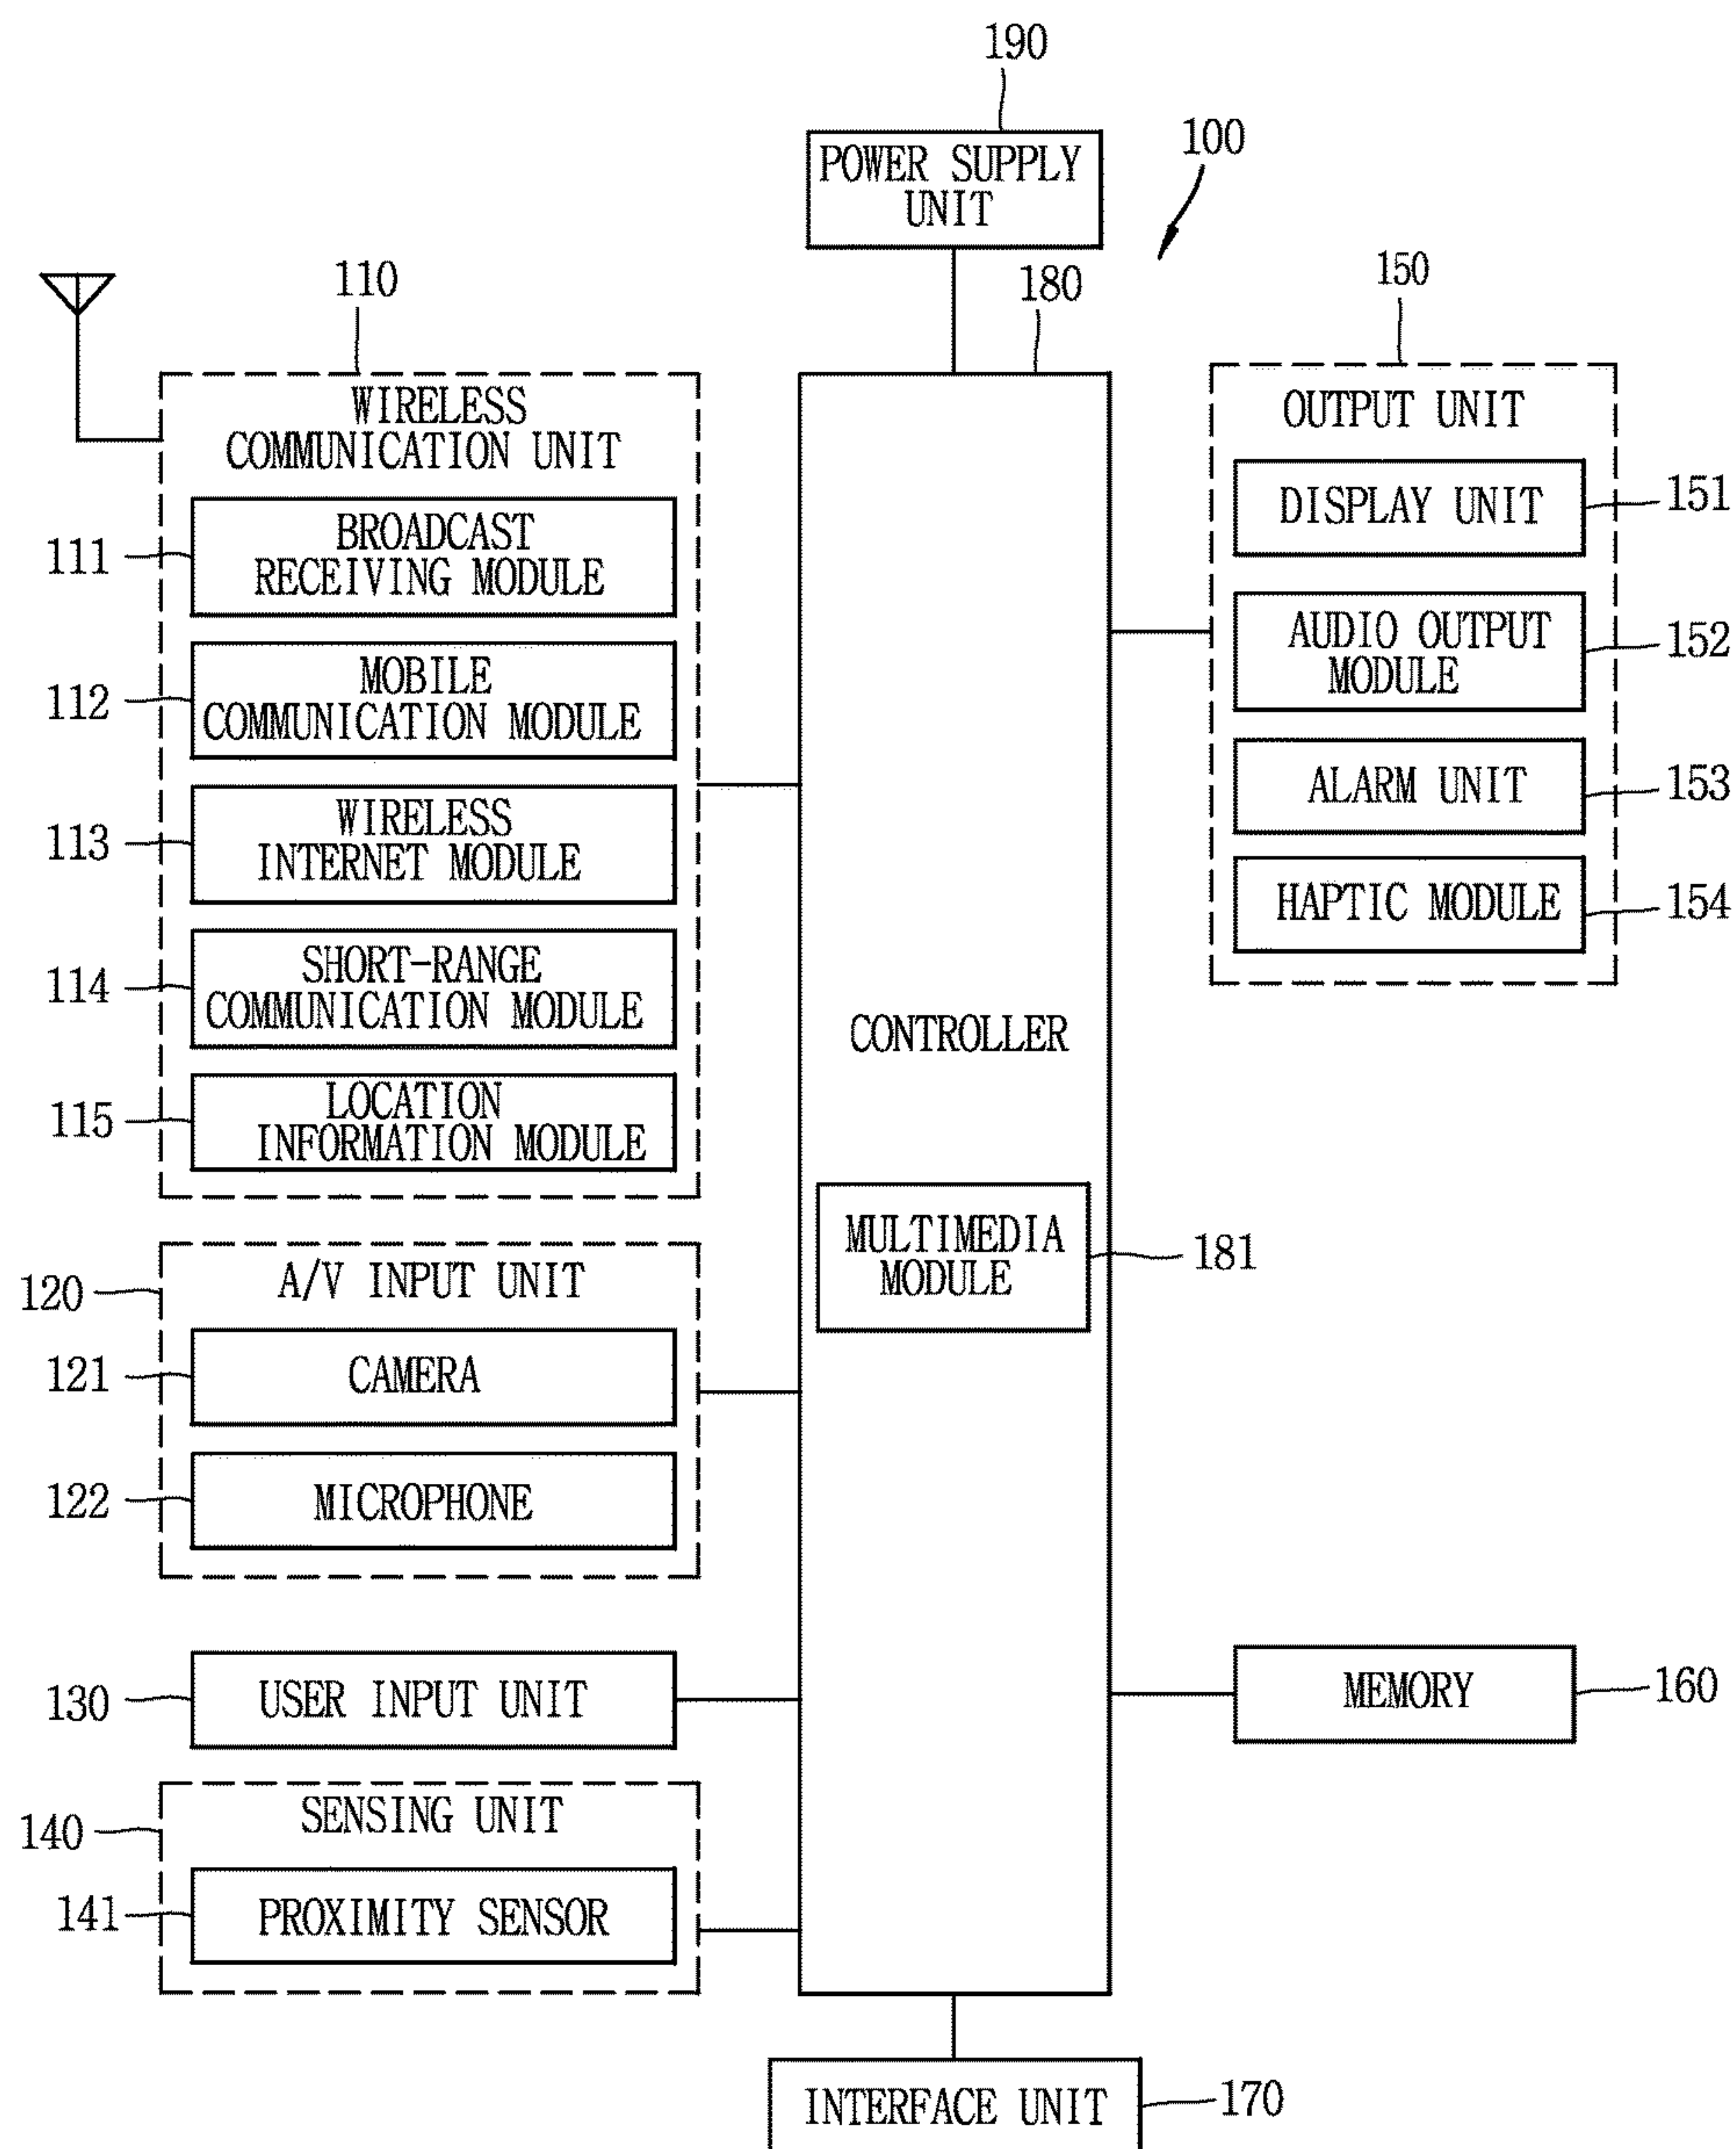 190
POWER SUPPLY
UNIT
100
110
180
150
WIRELESS
COMMUNICATION UNIT
111
BROADCAST
RECEIVING MODULE
112
MOBILE
COMMUNICATION MODULE
113
WIRELESS
INTERNET MODULE
114
SHORT-RANGE
COMMUNICATION MODULE
115
LOCATION
INFORMATION MODULE
120
A/V INPUT UNIT
121
CAMERA
122
MICROPHONE
130
USER INPUT UNIT
140
SENSING UNIT
141
PROXIMITY SENSOR
CONTROLLER
MULTIMEDIA
MODULE
181
OUTPUT UNIT
DISPLAY UNIT
151
AUDIO OUTPUT
MODULE
152
ALARM UNIT
153
HAPTIC MODULE
154
MEMORY
160
INTERFACE UNIT
170